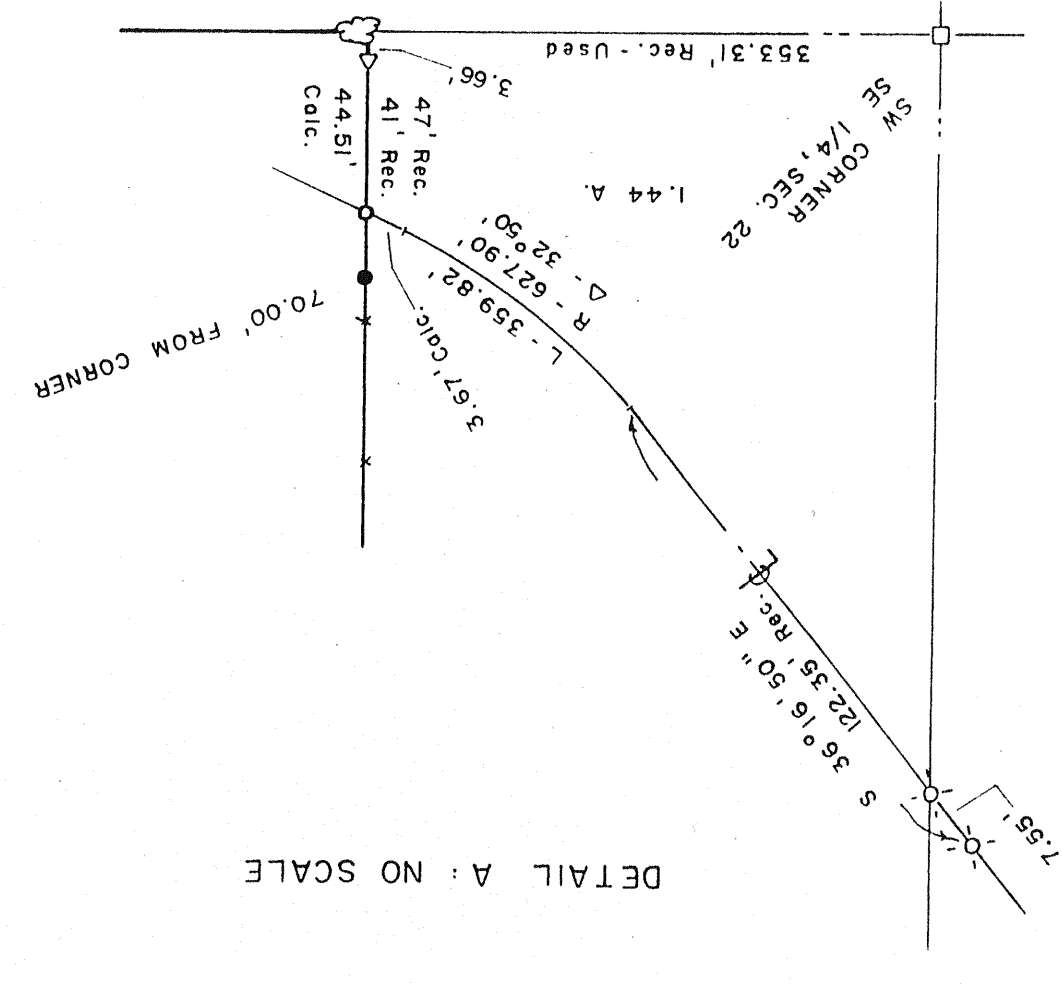 DETAIL A: NO SCALE
7.55'
S 36°16'50" E
122.35' Rec.
3.67' Calc.
L - 359.82'
R - 627.90'
Δ - 32°50'
70.00' FROM CORNER
1.44 A.
SW CORNER
SE 1/4, SEC. 22
47' Rec.
41' Rec.
44.51'
Calc.
3.66'
353.31' Rec. - Used